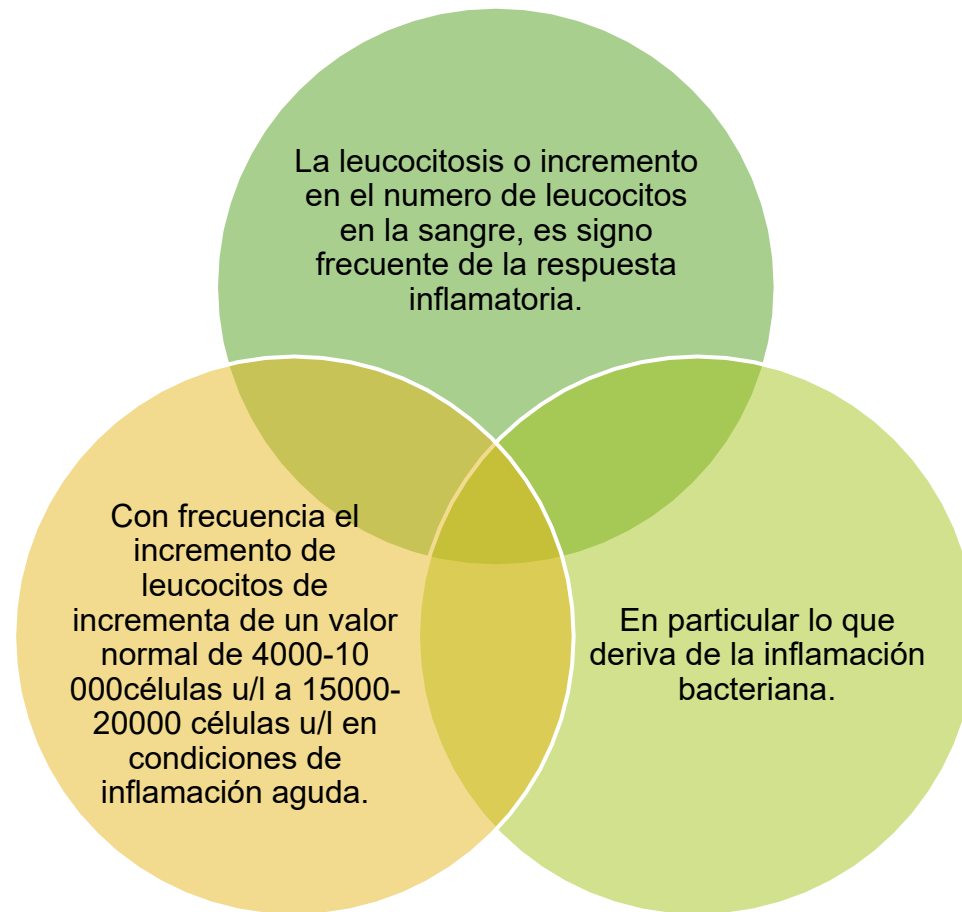 La leucocitosis o incremento
en el numero de leucocitos
en la sangre, es signo
frecuente de la respuesta
inflamatoria.
Con frecuencia el
incremento de
leucocitos de
incrementa de un valor
normal de 4000-10
000células u/l a 15000-
20000 células u/l en
condiciones de
inflamación aguda.
En particular lo que
deriva de la inflamación
bacteriana.